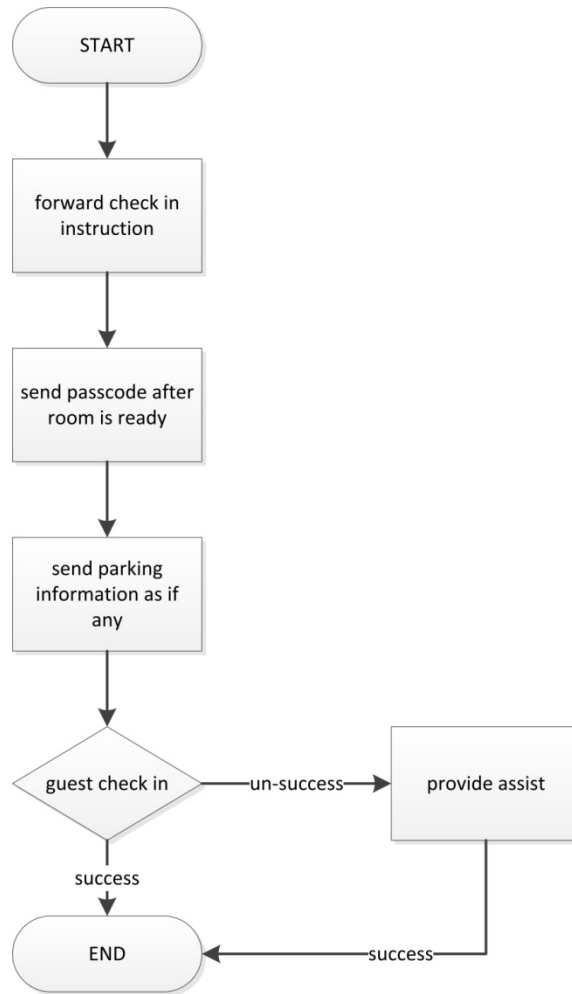 START
forward check in
instruction
send passcode after
room is ready
send parking
information as if
any
guest check in
un-success
provide assist
success
END
success